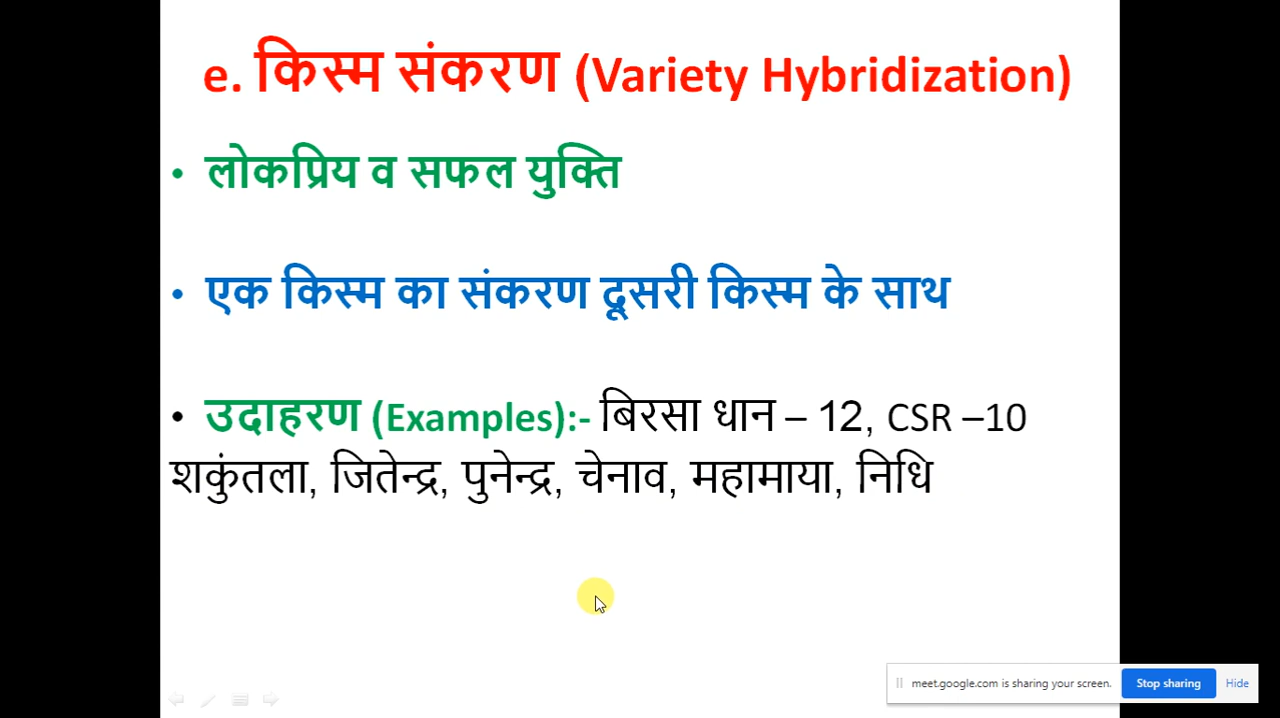 e. किस्म संकरण (Variety Hybridization)
• लोकप्रिय व सफल युक्ति
• एक किस्म का संकरण दूसरी किस्म के साथ
• उदाहरण (Examples):- बिरसा धान – 12, CSR –10
शकुंतला, जितेन्द्र, पुनेन्द्र, चेनाव, महामाया, निधि
meet.google.com is sharing your screen. Stop sharing Hide